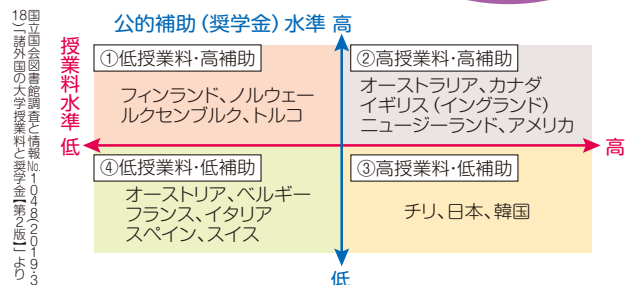 公的補助（奨学金）水準 高
授業料水準
低
高
①低授業料・高補助
フィンランド、ノルウェー
ルクセンブルク、トルコ
②高授業料・高補助
オーストラリア、カナダ
イギリス（イングランド）
ニュージーランド、アメリカ
④低授業料・低補助
オーストリア、ベルギー
フランス、イタリア
スペイン、スイス
③高授業料・低補助
チリ、日本、韓国
低
国立国会図書館調査と情報№1048（2019・3・
18）「諸外国の大学授業料と奨学金【第2版】」より